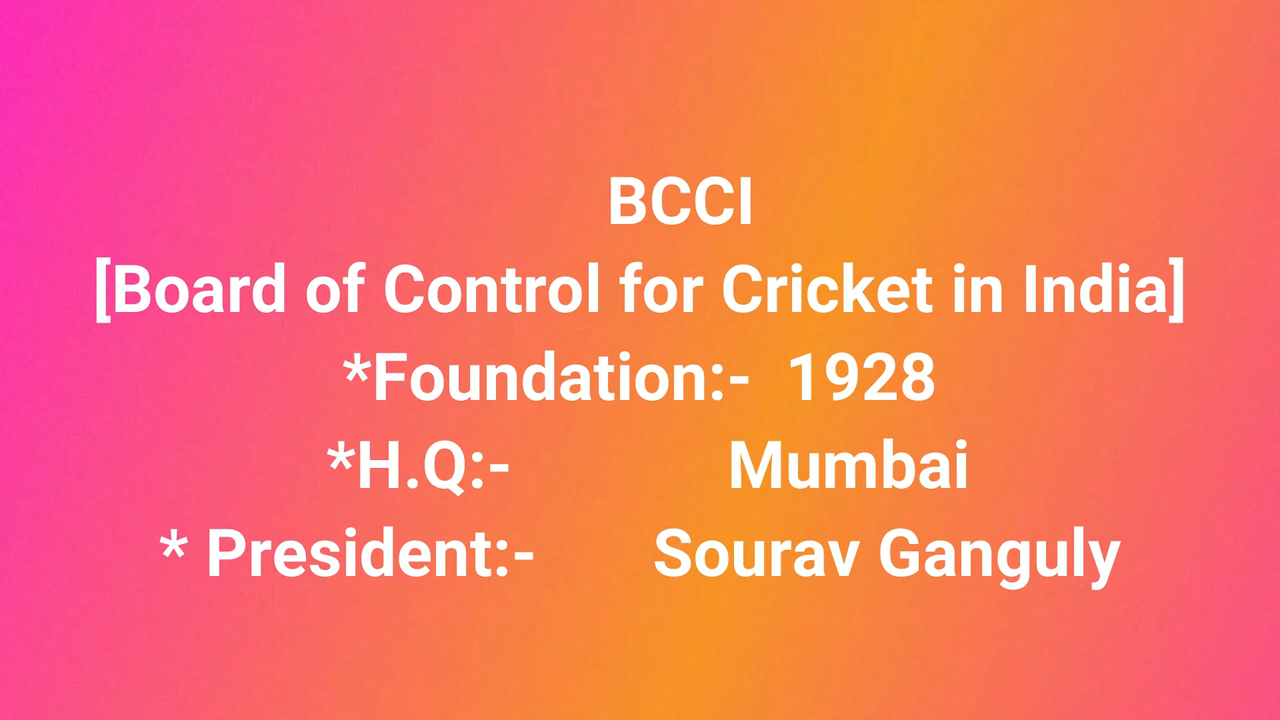 BCCI
[Board of Control for Cricket in India]
*Foundation:- 1928
*H.Q:- Mumbai
* President:- Sourav Ganguly